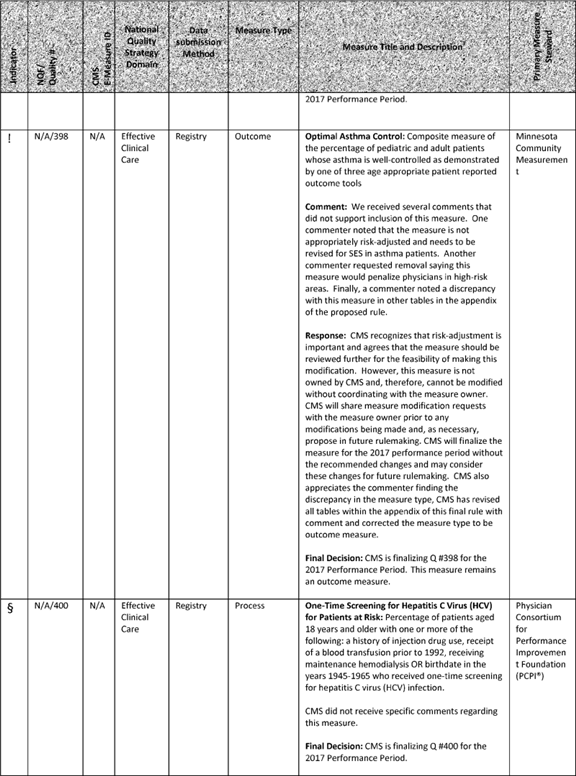 Indicator
NQF/
Quality #
CMS
E-Measure ID
National
Quality
Strategy
Domain
Data
submission
Method
Measure Type
Measure Title and Description
Primary Measure
Steward
2017 Performance Period.
!
N/A/398
N/A
Effective
Clinical
Care
Registry
Outcome
Optimal Asthma Control: Composite measure of
the percentage of pediatric and adult patients
whose asthma is well-controlled as demonstrated
by one of three age appropriate patient reported
outcome tools
Comment: We received several comments that
did not support inclusion of this measure. One
commenter noted that the measure is not
appropriately risk-adjusted and needs to be
revised for SES in asthma patients. Another
commenter requested removal saying this
measure would penalize physicians in high-risk
areas. Finally, a commenter noted a discrepancy
with this measure in other tables in the appendix
of the proposed rule.
Response: CMS recognizes that risk-adjustment is
important and agrees that the measure should be
reviewed further for the feasibility of making this
modification. However, this measure is not
owned by CMS and, therefore, cannot be modified
without coordinating with the measure owner.
CMS will share measure modification requests
with the measure owner prior to any
modifications being made and, as necessary,
propose in future rulemaking. CMS will finalize the
measure for the 2017 performance period without
the recommended changes and may consider
these changes for future rulemaking. CMS also
appreciates the commenter finding the
discrepancy in the measure type, CMS has revised
all tables within the appendix of this final rule with
comment and corrected the measure type to be
outcome measure.
Final Decision: CMS is finalizing Q #398 for the
2017 Performance Period. This measure remains
an outcome measure.
Minnesota
Community
Measuremen
t
§
N/A/400
N/A
Effective
Clinical
Care
Registry
Process
One-Time Screening for Hepatitis C Virus (HCV)
for Patients at Risk: Percentage of patients aged
18 years and older with one or more of the
following: a history of injection drug use, receipt
of a blood transfusion prior to 1992, receiving
maintenance hemodialysis OR birthdate in the
years 1945-1965 who received one-time screening
for hepatitis C virus (HCV) infection.
CMS did not receive specific comments regarding
this measure.
Final Decision: CMS is finalizing Q #400 for the
2017 Performance Period.
Physician
Consortium
for
Performance
Improvemen
t Foundation
(PCPI®)